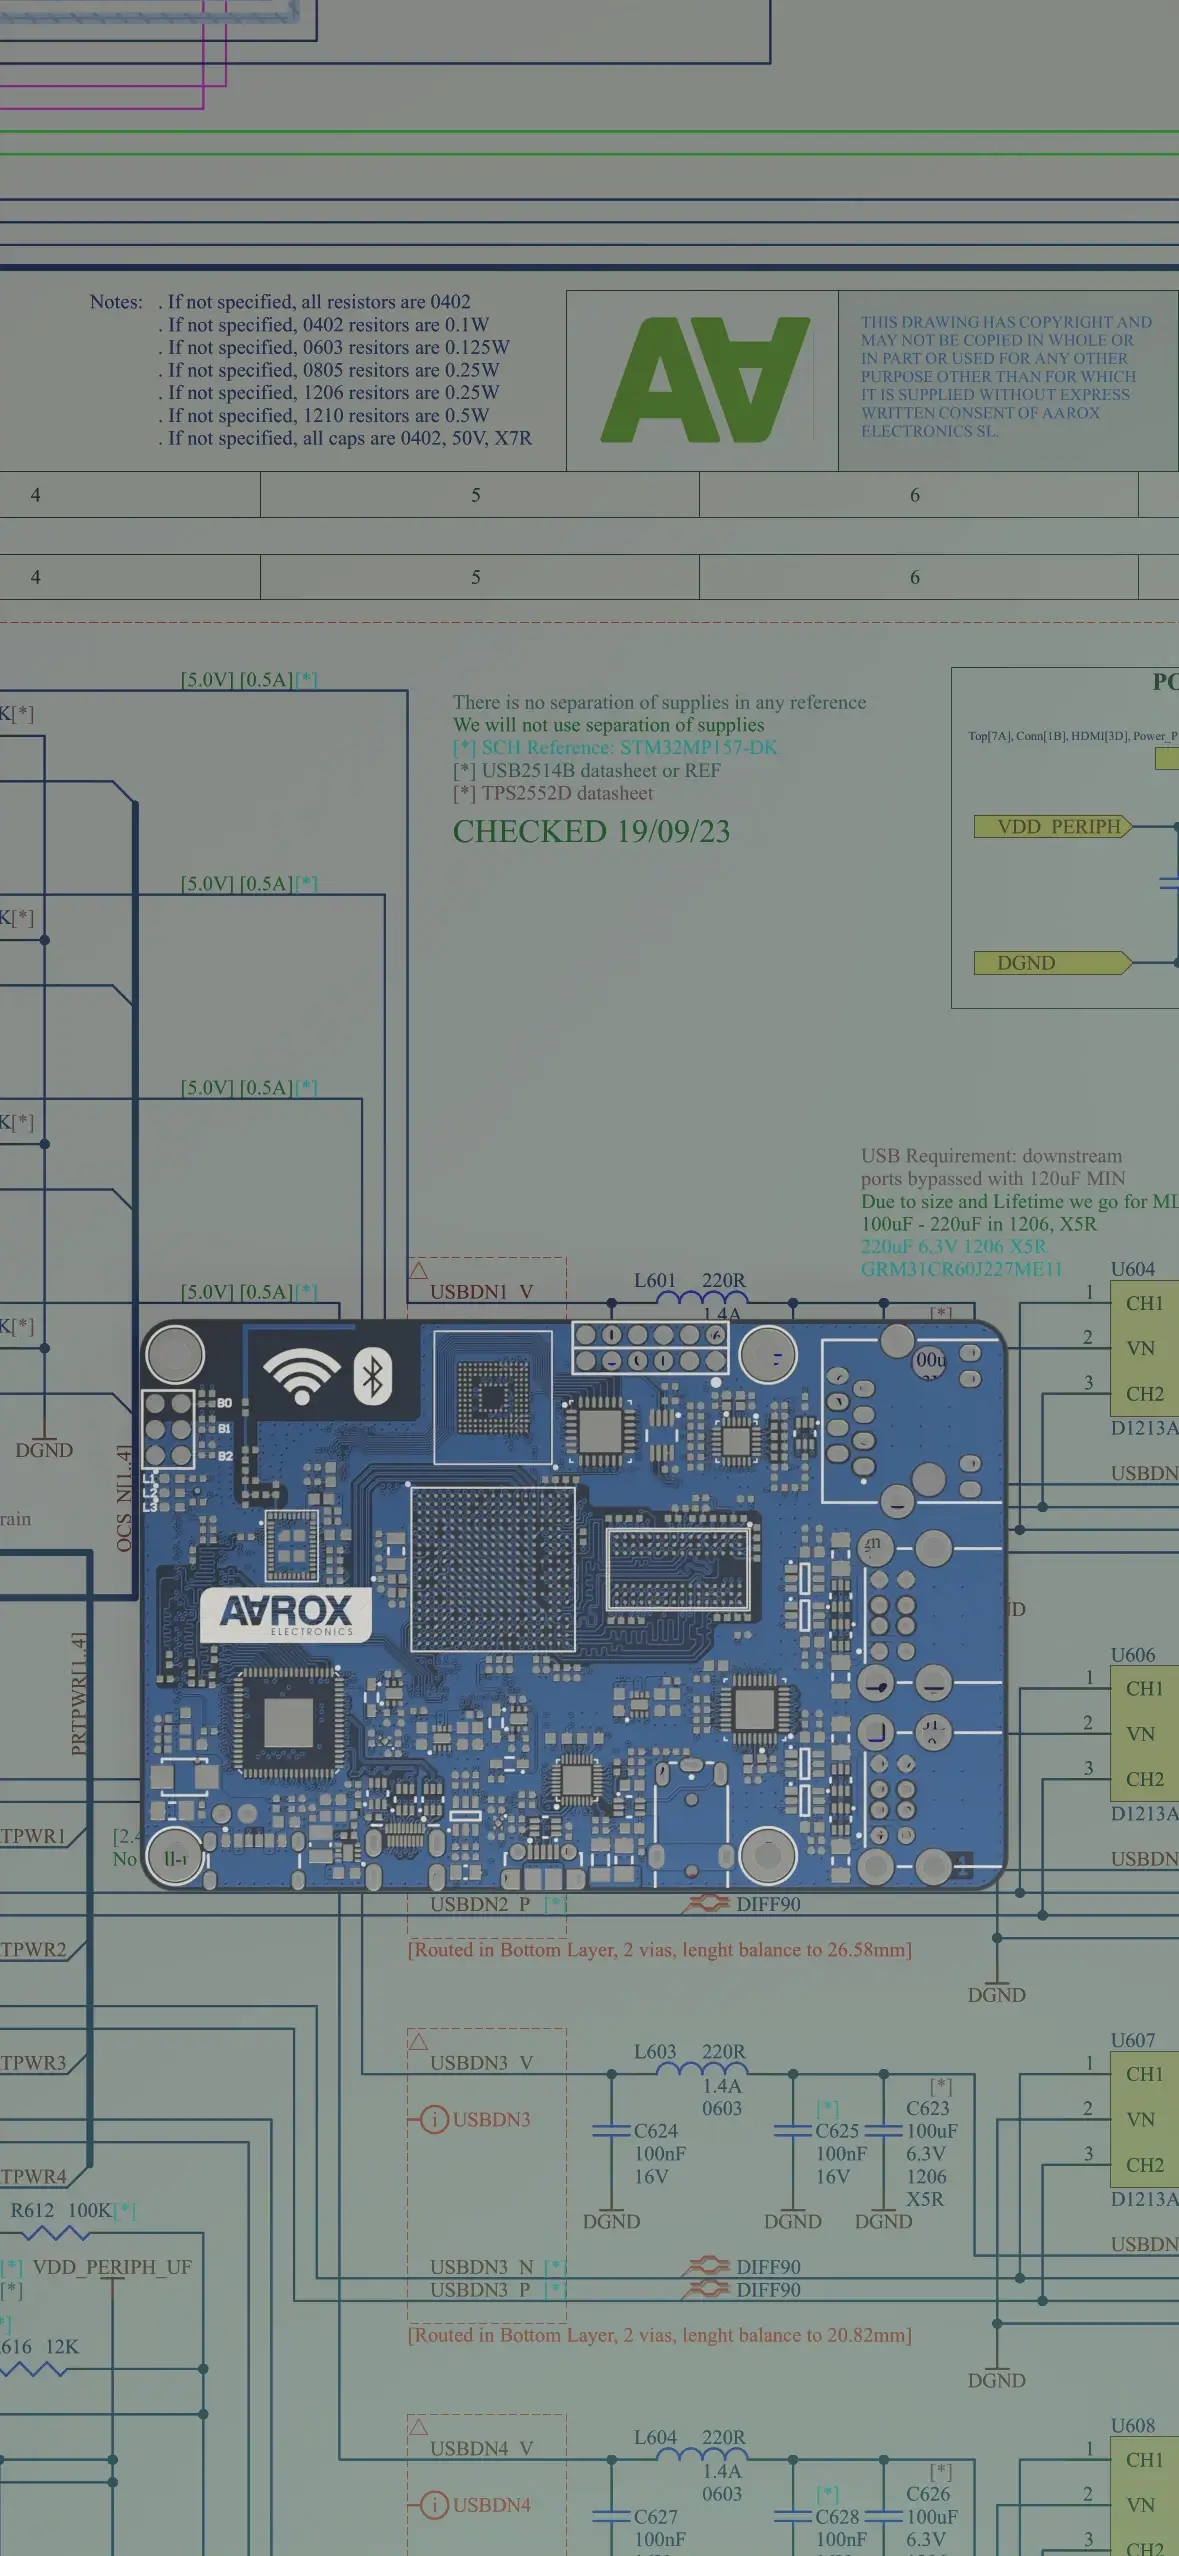 Notes: . If not specified, all resistors are 0402
. If not specified, 0402 resitors are 0.1W
. If not specified, 0603 resitors are 0.125W
. If not specified, 0805 resitors are 0.25W
. If not specified, 1206 resitors are 0.25W
. If not specified, 1210 resitors are 0.5W
. If not specified, all caps are 0402, 50V, X7R
THIS DRAWING HAS COPYRIGHT AND
MAY NOT BE COPIED IN WHOLE OR
IN PART OR USED FOR ANY OTHER
PURPOSE OTHER THAN FOR WHICH
IT IS SUPPLIED WITHOUT EXPRESS
WRITTEN CONSENT OF AAROX
ELECTRONICS SL.
4 5 6
4 5 6
[5.0V] [0.5A][*]
K[*]
There is no separation of supplies in any reference
We will not use separation of supplies
[*] SCH Reference: STM32MP157-DK
[*] USB2514B datasheet or REF
[*] TPS2552D datasheet
CHECKED 19/09/23
Top[7A], Conn[1B], HDMI[3D], Power_P
VDD_PERIPH
DGND
[5.0V] [0.5A][*]
K[*]
[5.0V] [0.5A][*]
K[*]
USB Requirement: downstream
ports bypassed with 120uF MIN
Due to size and Lifetime we go for
100uF - 220uF in 1206, X5R
220uF 6.3V 1206 X5R
GRM31CR60J227ME11
[5.0V] [0.5A][*]
K[*]
USBDN1_V
L601 220R
1.4A
[*]
U604
1 CH1
2 VN
3 CH2
D1213A
USBDN
DGND
OCS_N[1..4]
PRTPWR[1..4]
B0
B1
B2
AAROX
ELECTRONICS
U606
1 CH1
2 VN
3 CH2
D1213A
USBDN
TPWR1
No
USBDN2_P [*] DIFF90
[Routed in Bottom Layer, 2 vias, lenght balance to 26.58mm]
TPWR2
DGND
USBDN3_V
L603 220R
1.4A
0603
USBDN3
C624
100nF
16V
DGND
[*]
C625
100nF
16V
DGND
[*]
C623
100uF
6.3V
1206
X5R
DGND
U607
1 CH1
2 VN
3 CH2
D1213A
USBDN
TPWR3
TPWR4
R612 100K[*]
[*] VDD_PERIPH_UF
[*]
616 12K
USBDN3_N [*] DIFF90
USBDN3_P [*] DIFF90
[Routed in Bottom Layer, 2 vias, lenght balance to 20.82mm]
DGND
USBDN4_V
L604 220R
1.4A
0603
USBDN4
C627
100nF
[*]
C628
100nF
[*]
C626
100uF
6.3V
U608
1 CH1
2 VN
3 CH2